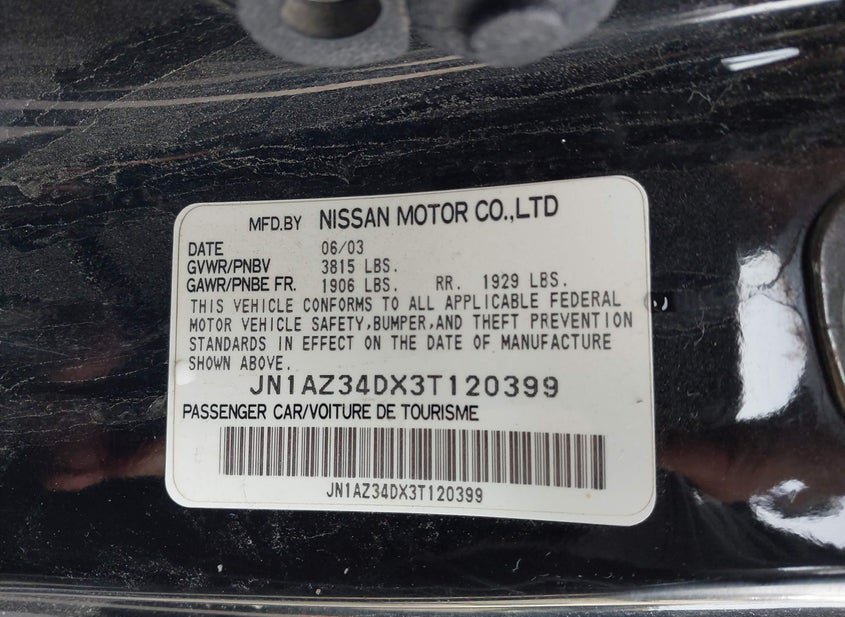 MFD.BY NISSAN MOTOR CO.,LTD
DATE 06/03
GVWR/PNBV 3815 LBS.
GAWR/PNBE FR. 1906 LBS. RR. 1929 LBS.
THIS VEHICLE CONFORMS TO ALL APPLICABLE FEDERAL
MOTOR VEHICLE SAFETY,BUMPER,AND THEFT PREVENTION
STANDARDS IN EFFECT ON THE DATE OF MANUFACTURE
SHOWN ABOVE.
JN1AZ34DX3T120399
PASSENGER CAR/VOITURE DE TOURISME
JN1AZ34DX3T120399